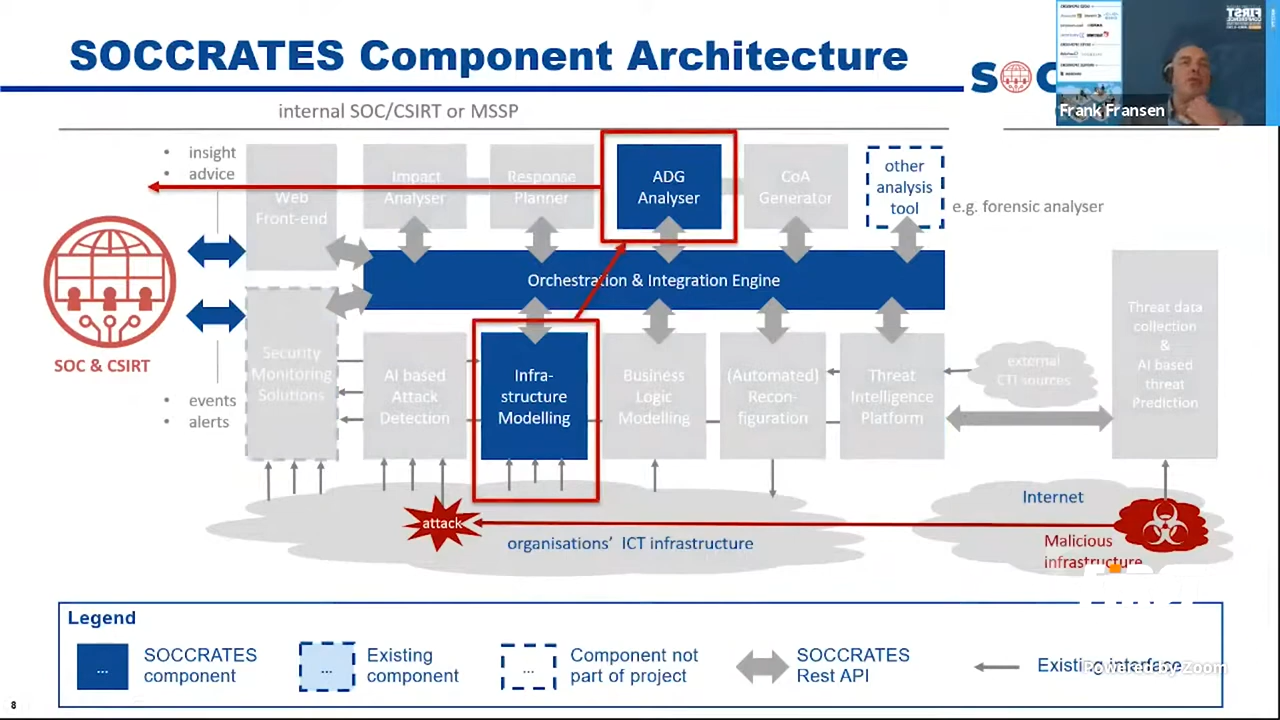 SOCCRATES Component Architecture
Frank Fransen
internal SOC/CSIRT or MSSP
• insight
• advice
Web
Front-end
Impact
Analyser
Response
Planner
ADG
Analyser
CoA
Generator
other
analysis
tool
e.g. forensic analyser
Orchestration & Integration Engine
SOC & CSIRT
• events
• alerts
Security
Monitoring
Solutions
AI based
Attack
Detection
Infra-
structure
Modelling
Business
Logic
Modelling
(Automated)
Recon-
figuration
Threat
Intelligence
Platform
external
CTI sources
Threat data
collection
&
AI based
threat
Prediction
attack
organisations' ICT infrastructure
Internet
Malicious
infrastructure
Legend
...
SOCCRATES
component
...
Existing
component
...
Component not
part of project
SOCCRATES
Rest API
Existing interface
Powered by Zoom
8